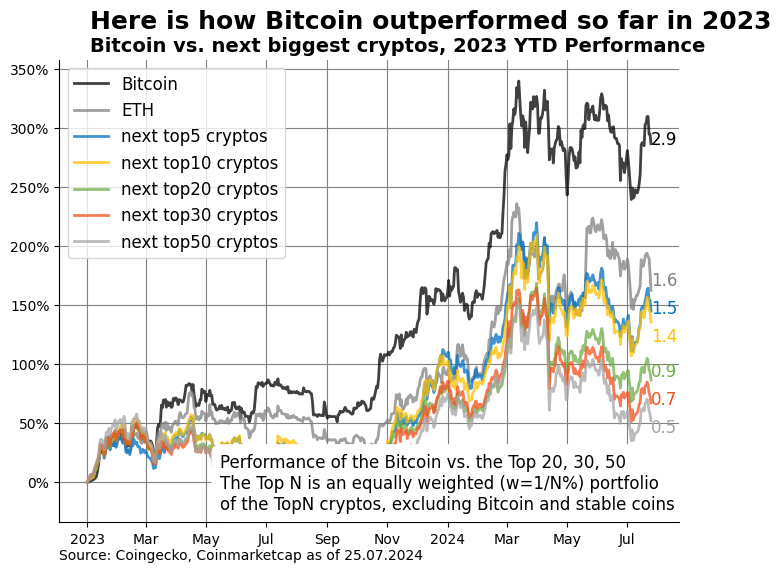 Here is how Bitcoin outperformed so far in 2023
Bitcoin vs. next biggest cryptos, 2023 YTD Performance
350%
300%
250%
200%
150%
100%
50%
0%
Bitcoin
ETH
next top5 cryptos
next top10 cryptos
next top20 cryptos
next top30 cryptos
next top50 cryptos
2.9
1.6
1.5
1.4
0.9
0.7
0.5
Performance of the Bitcoin vs. the Top 20, 30, 50
The Top N is an equally weighted (w=1/N%) portfolio
of the TopN cryptos, excluding Bitcoin and stable coins
2023 Mar May Jul Sep Nov 2024 Mar May Jul
Source: Coingecko, Coinmarketcap as of 25.07.2024